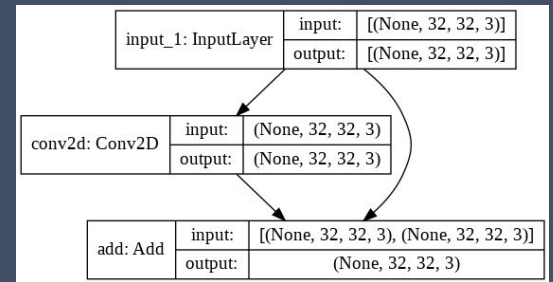 input_1: InputLayer
input: [(None, 32, 32, 3)]
output: [(None, 32, 32, 3)]
conv2d: Conv2D
input: (None, 32, 32, 3)
output: (None, 32, 32, 3)
add: Add
input: [(None, 32, 32, 3), (None, 32, 32, 3)]
output: (None, 32, 32, 3)